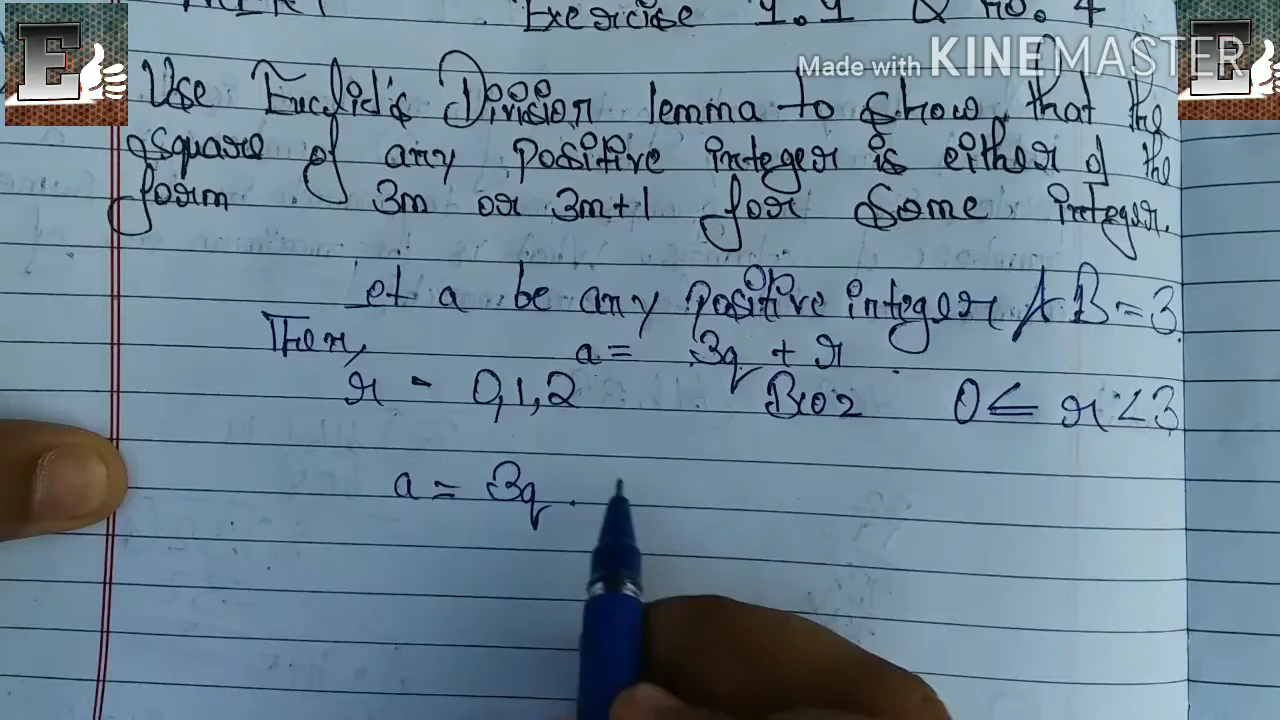 Exercise 1.1 Q no. 4
Made with KINEMASTER
E
E
Use Euclid's Division lemma to show that the
square of any positive integer is either of the
form 3m or 3m+1 for some integer.
et a be any positive integer & B = 3
Then, a = 3q + r
r - 0,1,2 Bcoz 0 ≤ r < 3
a = 3q